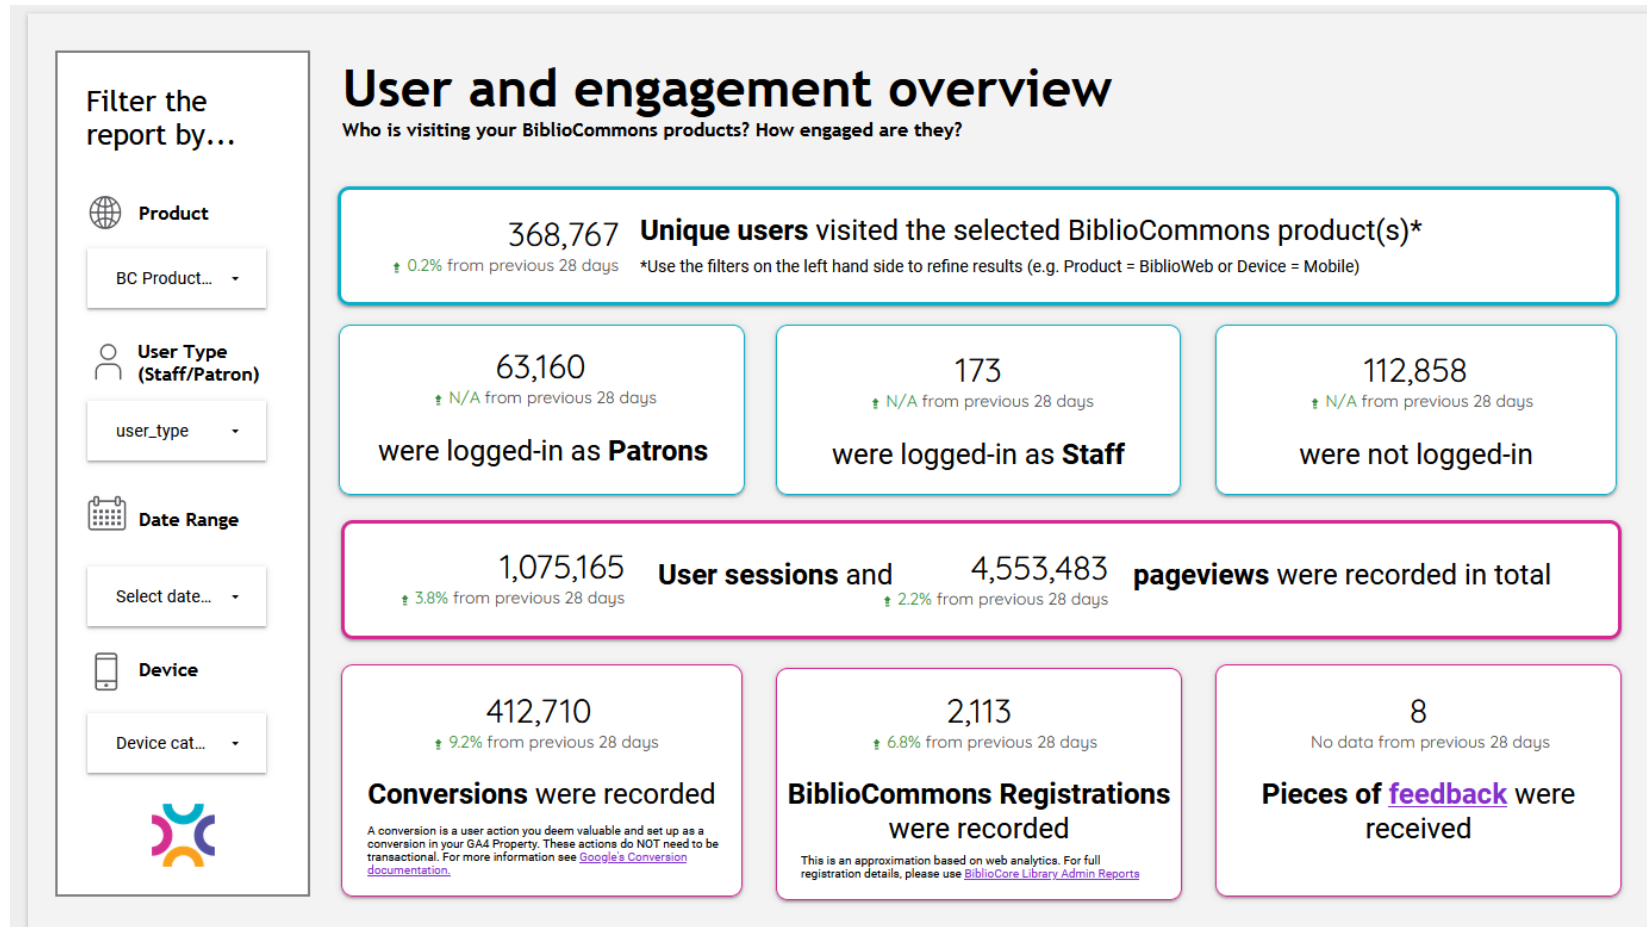 Filter the
report by...
Product
BC Product...
User Type
(Staff/Patron)
user_type
Date Range
Select date...
Device
Device cat...
User and engagement overview
Who is visiting your BiblioCommons products? How engaged are they?
368,767
0.2% from previous 28 days
Unique users visited the selected BiblioCommons product(s)*
*Use the filters on the left hand side to refine results (e.g. Product = BiblioWeb or Device = Mobile)
63,160
N/A from previous 28 days
were logged-in as Patrons
173
N/A from previous 28 days
were logged-in as Staff
112,858
N/A from previous 28 days
were not logged-in
1,075,165
3.8% from previous 28 days
User sessions and
4,553,483
2.2% from previous 28 days
pageviews were recorded in total
412,710
9.2% from previous 28 days
Conversions were recorded
A conversion is a user action you deem valuable and set up as a
conversion in your GA4 Property. These actions do NOT need to be
transactional. For more information see Google's Conversion
documentation.
2,113
6.8% from previous 28 days
BiblioCommons Registrations
were recorded
This is an approximation based on web analytics. For full
registration details, please use BiblioCore Library Admin Reports
8
No data from previous 28 days
Pieces of feedback were
received